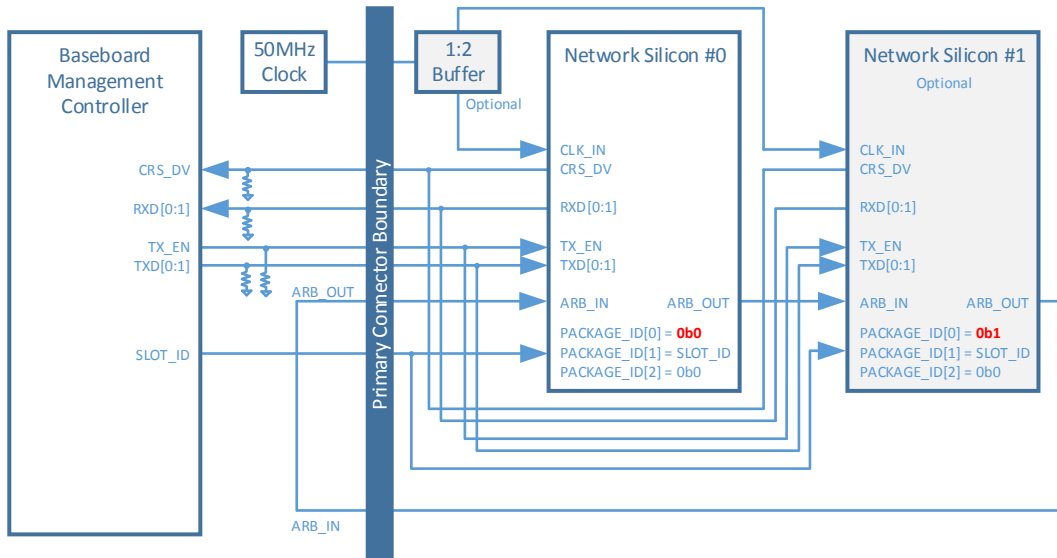 Baseboard
Management
Controller
CRS_DV
RXD[0:1]
TX_EN
TXD[0:1]
SLOT_ID
50MHz
Clock
ARB_OUT
ARB_IN
Primary Connector Boundary
1:2
Buffer
Optional
Network Silicon #0
CLK_IN
CRS_DV
RXD[0:1]
TX_EN
TXD[0:1]
ARB_IN ARB_OUT
PACKAGE_ID[0] = 0b0
PACKAGE_ID[1] = SLOT_ID
PACKAGE_ID[2] = 0b0
Network Silicon #1
Optional
CLK_IN
CRS_DV
RXD[0:1]
TX_EN
TXD[0:1]
ARB_IN ARB_OUT
PACKAGE_ID[0] = 0b1
PACKAGE_ID[1] = SLOT_ID
PACKAGE_ID[2] = 0b0